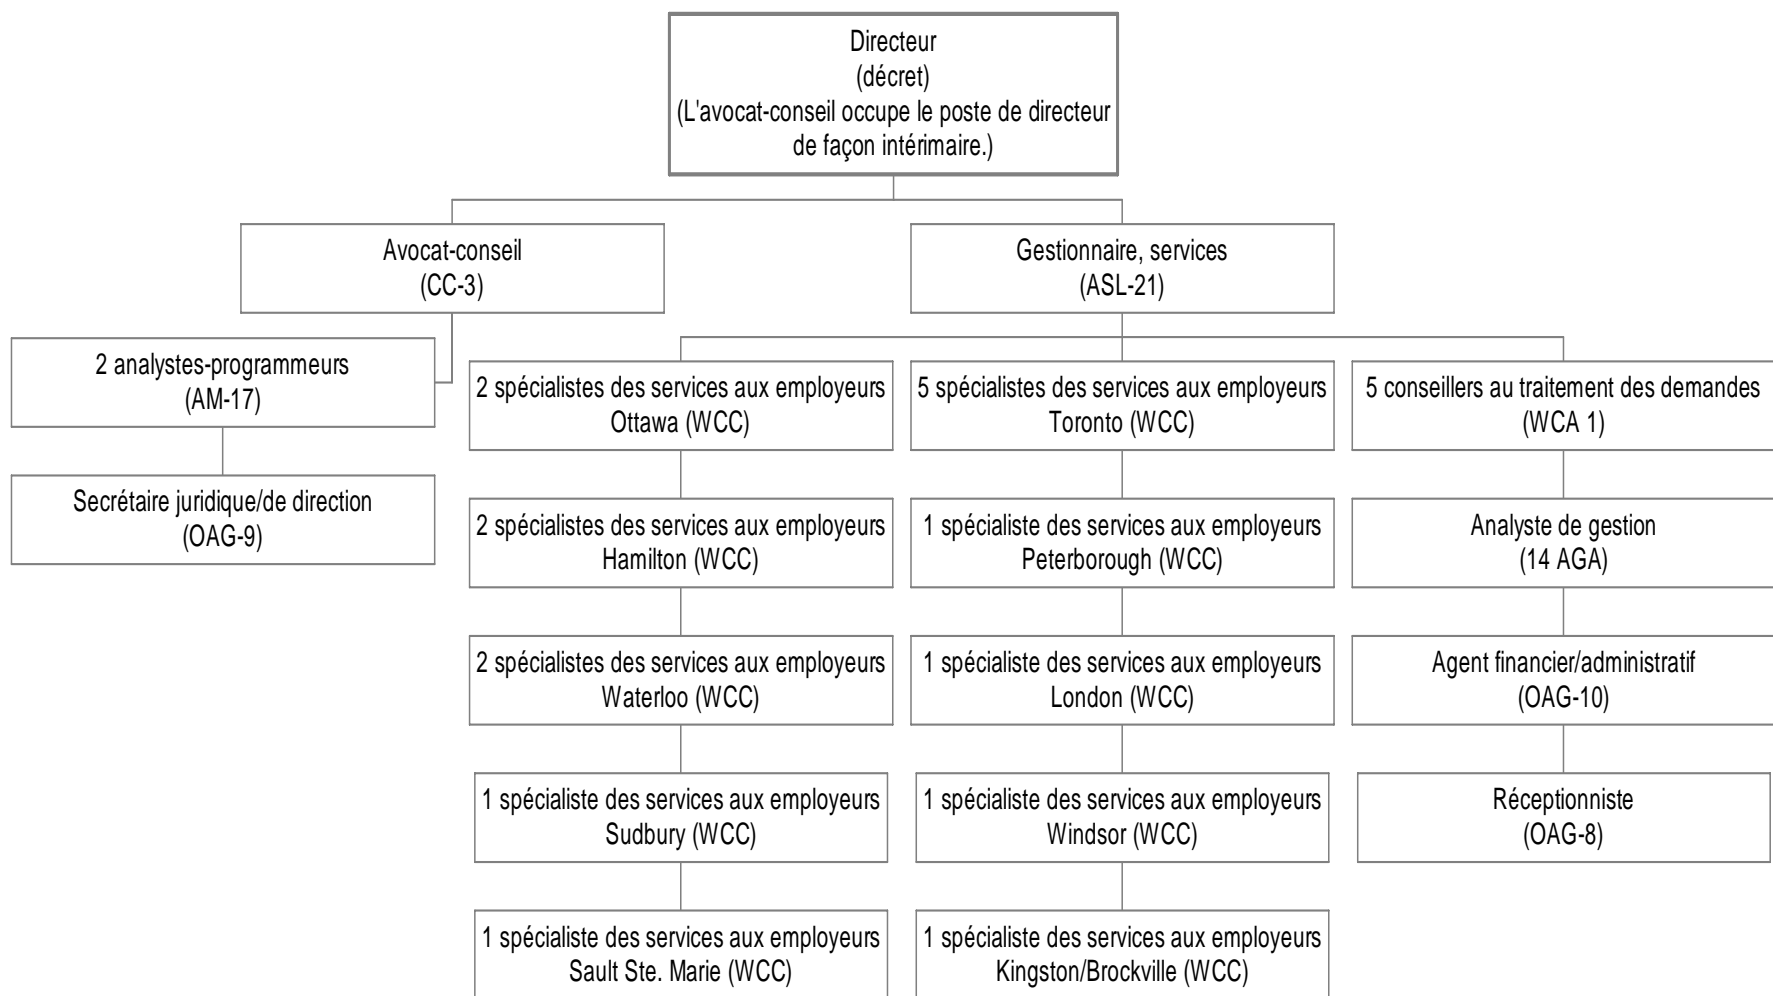 Directeur
(décret)
(L'avocat-conseil occupe le poste de directeur
de façon intérimaire.)
Avocat-conseil
(CC-3)
Gestionnaire, services
(ASL-21)
2 analystes-programmeurs
(AM-17)
Secrétaire juridique/de direction
(OAG-9)
2 spécialistes des services aux employeurs
Ottawa (WCC)
2 spécialistes des services aux employeurs
Hamilton (WCC)
2 spécialistes des services aux employeurs
Waterloo (WCC)
1 spécialiste des services aux employeurs
Sudbury (WCC)
1 spécialiste des services aux employeurs
Sault Ste. Marie (WCC)
5 spécialistes des services aux employeurs
Toronto (WCC)
1 spécialiste des services aux employeurs
Peterborough (WCC)
1 spécialiste des services aux employeurs
London (WCC)
1 spécialiste des services aux employeurs
Windsor (WCC)
1 spécialiste des services aux employeurs
Kingston/Brockville (WCC)
5 conseillers au traitement des demandes
(WCA 1)
Analyste de gestion
(14 AGA)
Agent financier/administratif
(OAG-10)
Réceptionniste
(OAG-8)